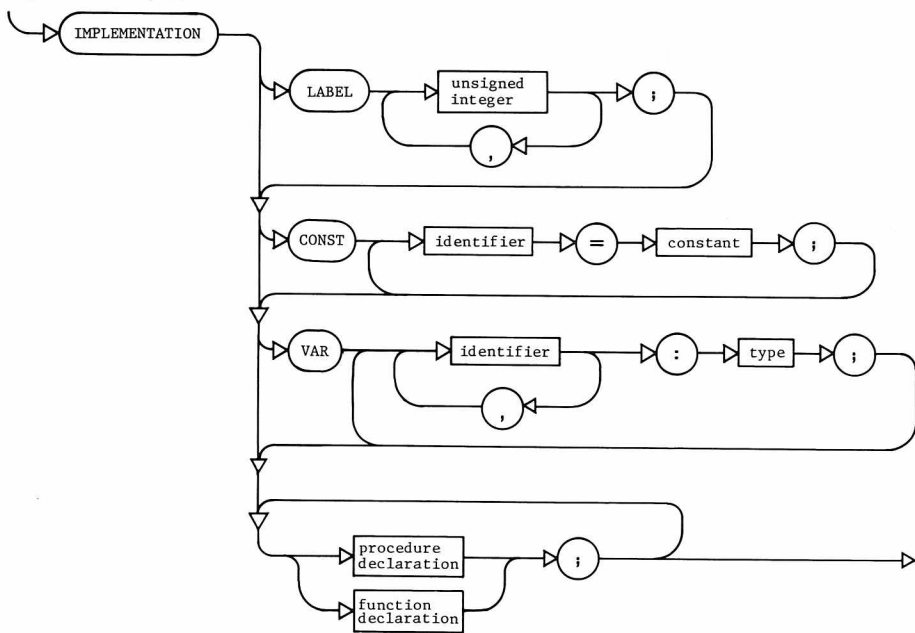 IMPLEMENTATION
LABEL
unsigned
integer
;
,
CONST
identifier
=
constant
;
VAR
identifier
:
type
;
,
procedure
declaration
;
function
declaration